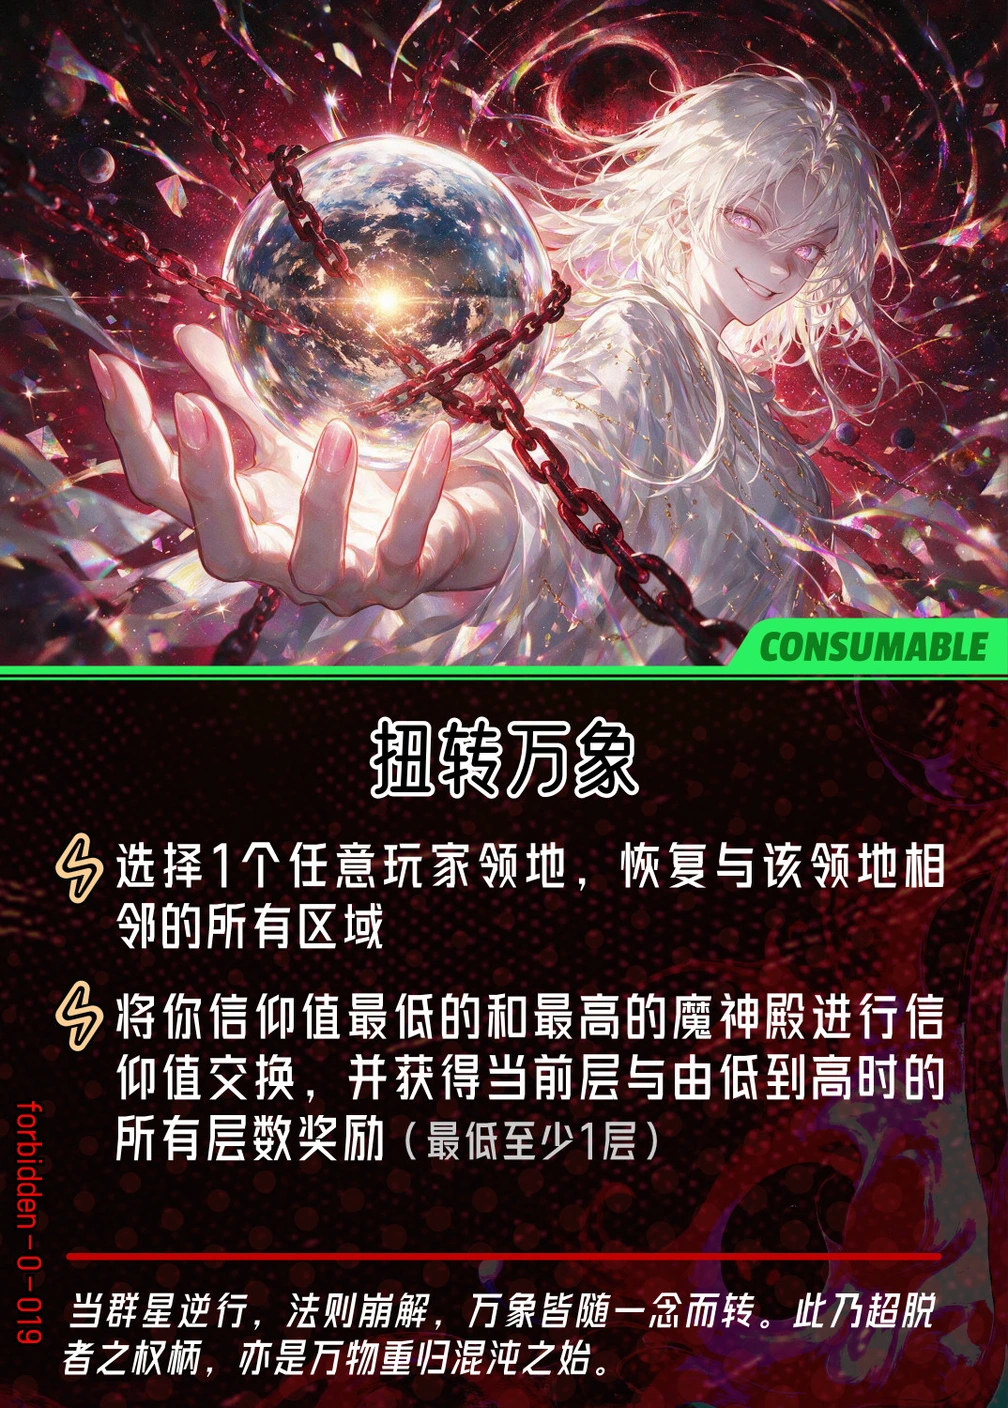 CONSUMABLE
扭转万象
选择1个任意玩家领地，恢复与该领地相
邻的所有区域
将你信仰值最低的和最高的魔神殿进行信
仰值交换，并获得当前层与由低到高时的
所有层数奖励（最低至少1层）
forbidden-0-019
当群星逆行，法则崩解，万象皆随一念而转。此乃超脱
者之权柄，亦是万物重归混沌之始。